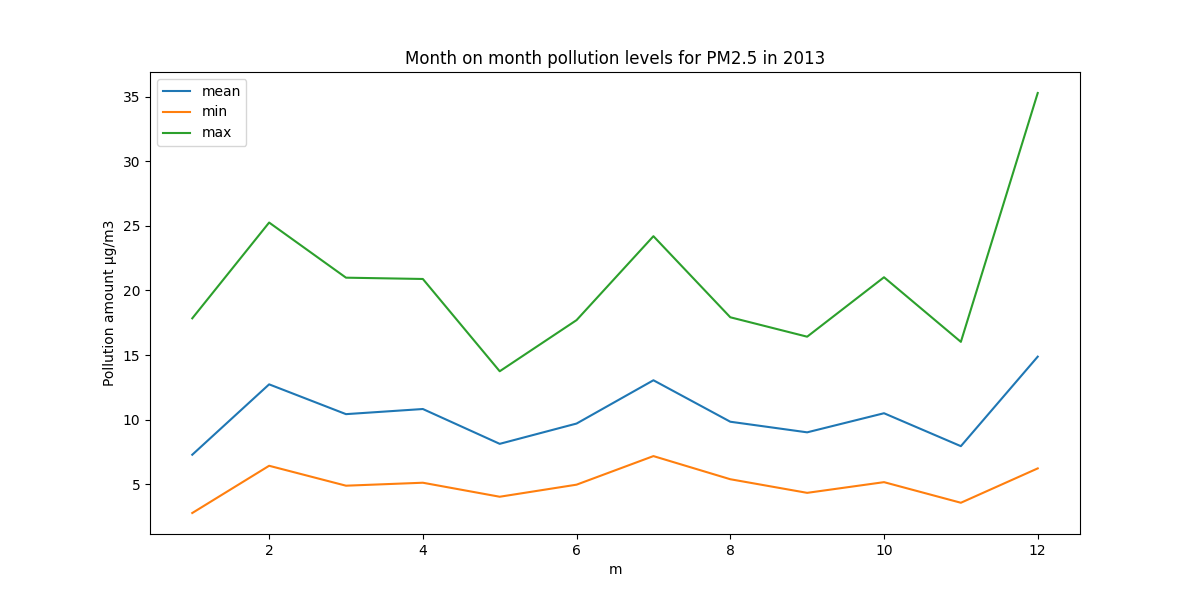 Month on month pollution levels for PM2.5 in 2013
mean
min
max
35
30
25
20
15
10
5
Pollution amount µg/m3
2 4 6 8 10 12
m